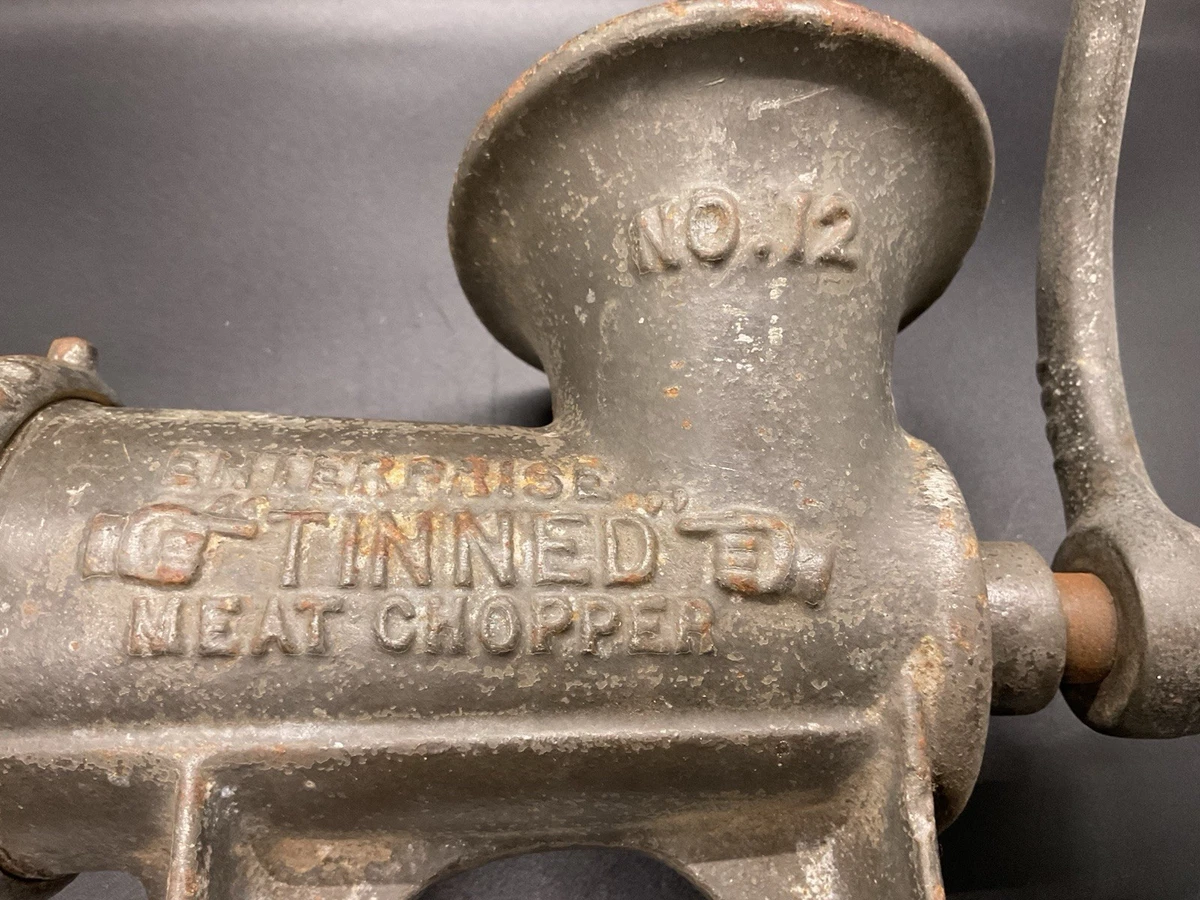 NO. 12
ENTERPRISE
"TINNED"
MEAT CHOPPER